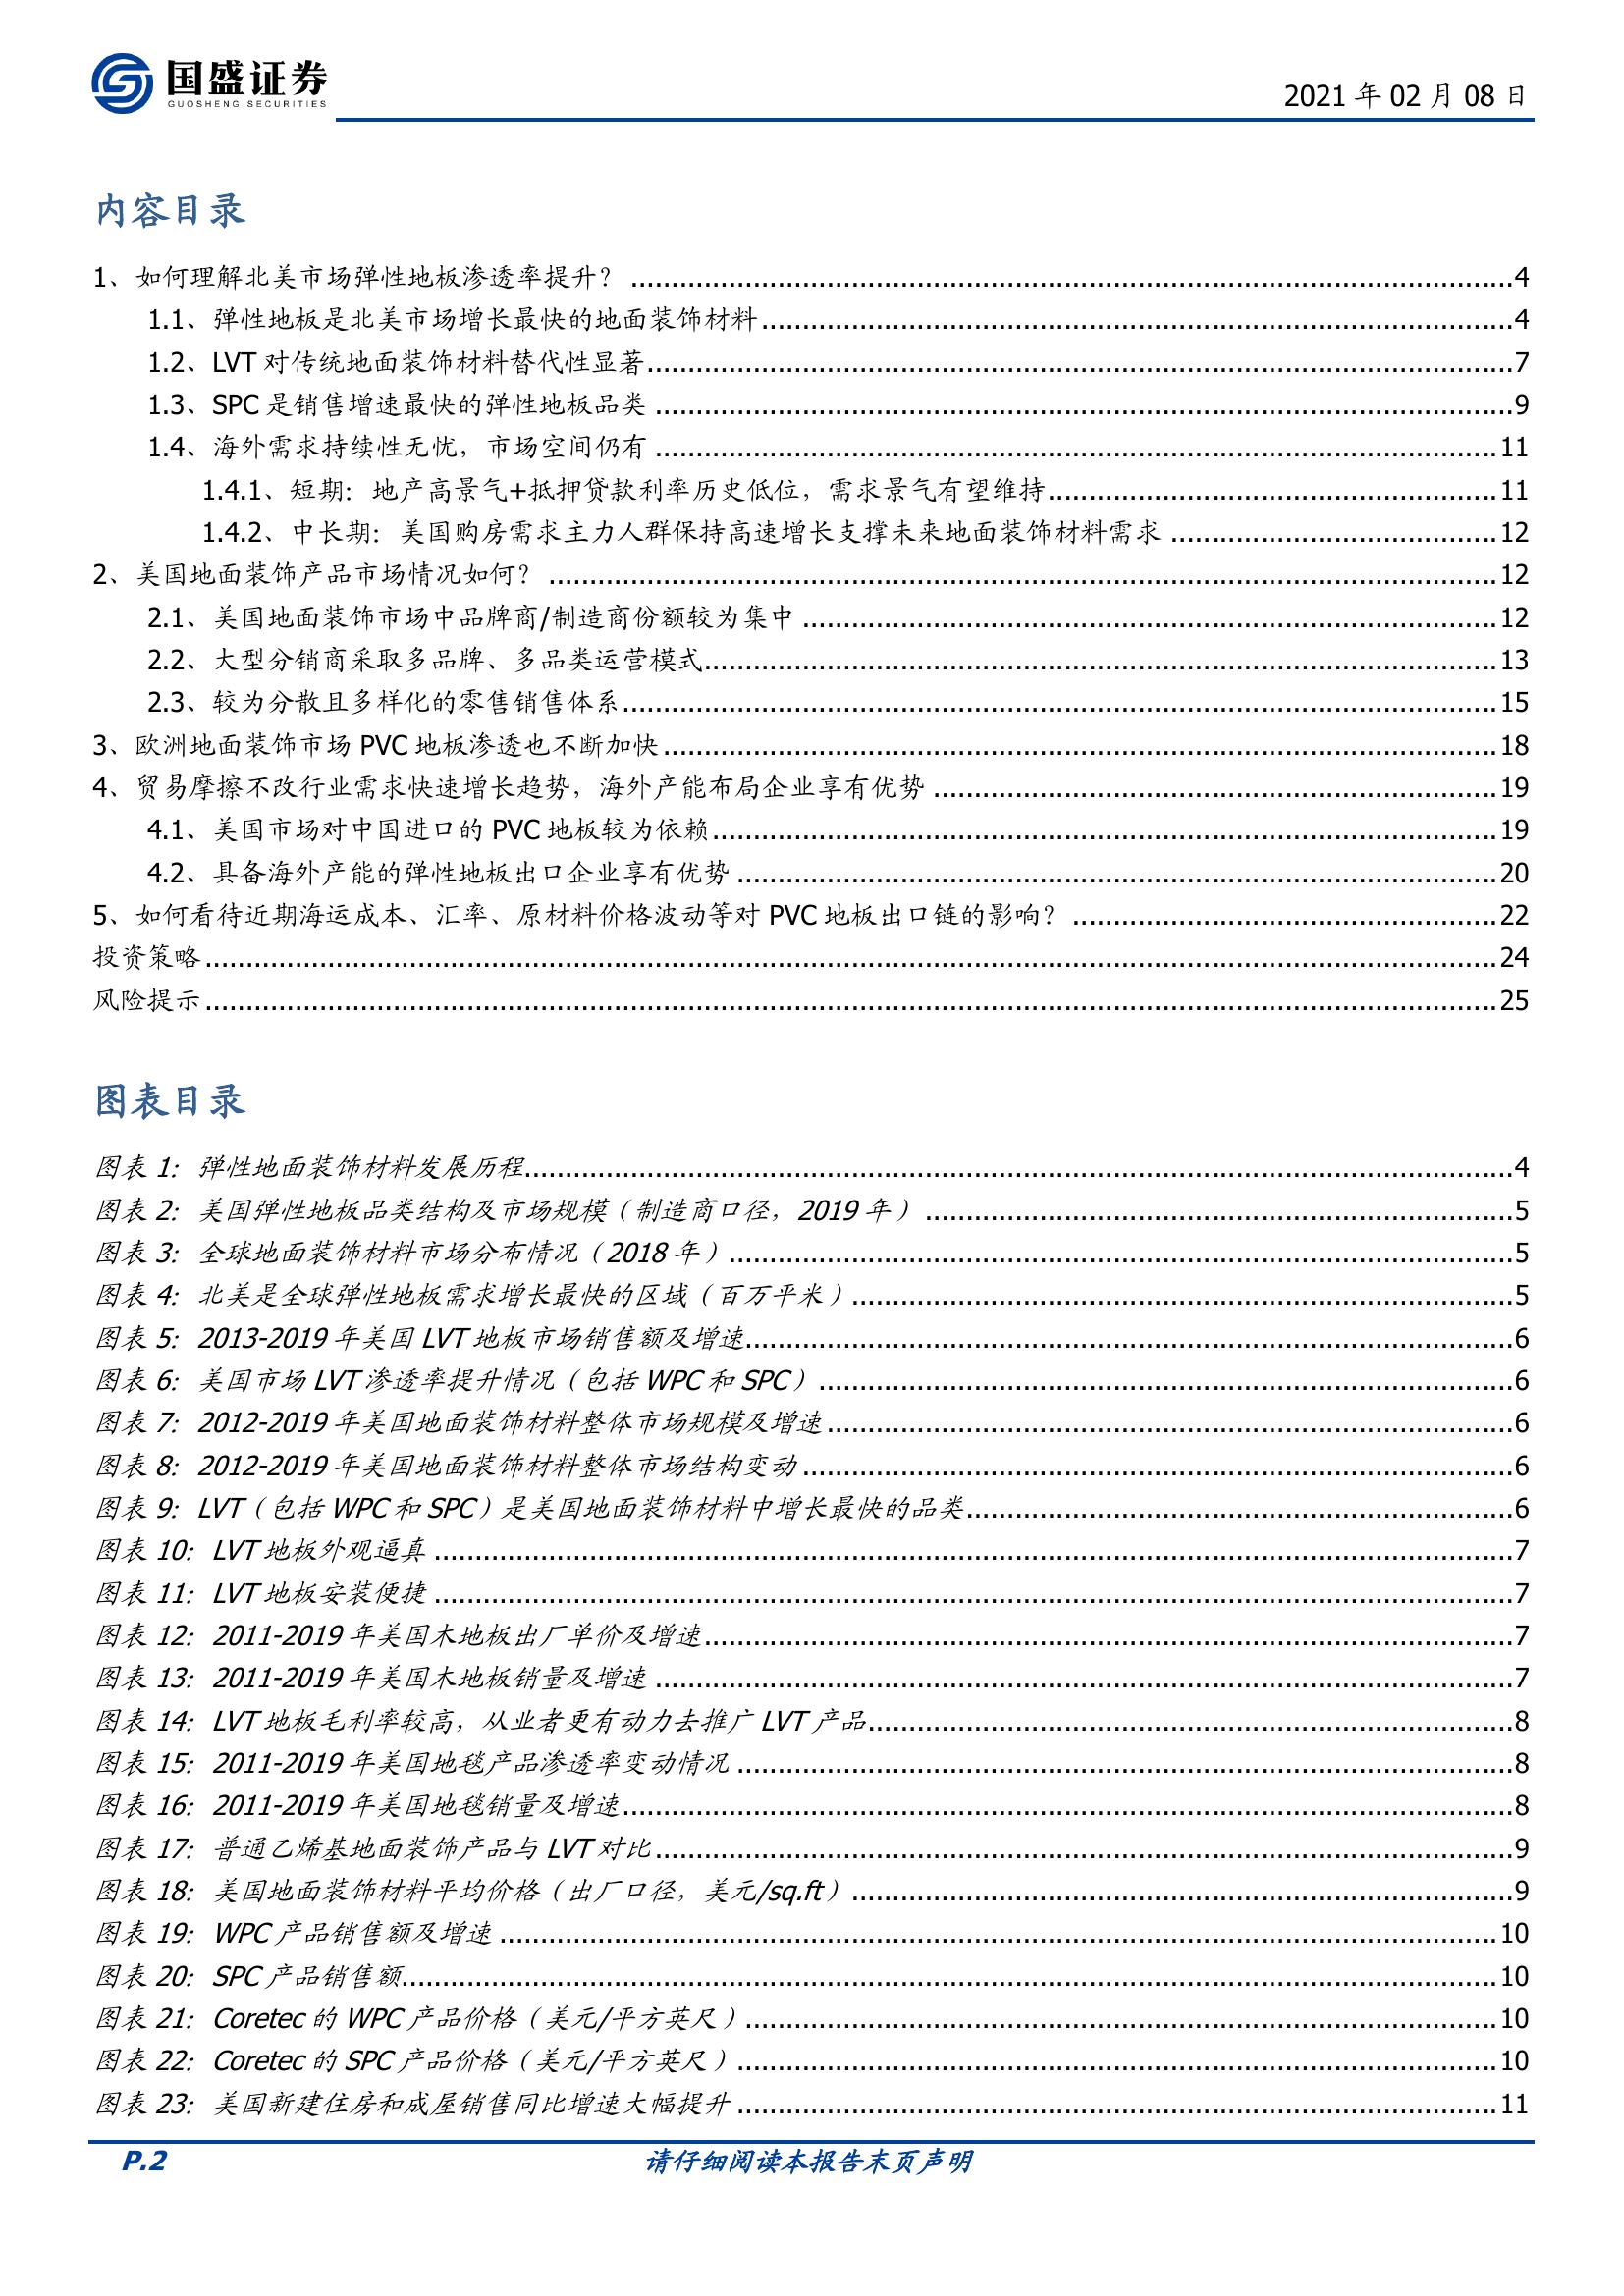 国盛证券
GUOSHENG SECURITIES
2021 年 02 月 08 日
内容目录
1、如何理解北美市场弹性地板渗透率提升？ ........................................ 4
1.1、弹性地板是北美市场增长最快的地面装饰材料 ........................................ 4
1.2、LVT 对传统地面装饰材料替代性显著 ........................................ 7
1.3、SPC 是销售增速最快的弹性地板品类 ........................................ 9
1.4、海外需求持续性无忧，市场空间仍有 ........................................ 11
1.4.1、短期：地产高景气+抵押贷款利率历史低位，需求景气有望维持 ........................................ 11
1.4.2、中长期：美国购房需求主力人群保持高速增长支撑未来地面装饰材料需求 ........................................ 12
2、美国地面装饰产品市场情况如何？ ........................................ 12
2.1、美国地面装饰市场中品牌商/制造商份额较为集中 ........................................ 12
2.2、大型分销商采取多品牌、多品类运营模式 ........................................ 13
2.3、较为分散且多样化的零售销售体系 ........................................ 15
3、欧洲地面装饰市场 PVC 地板渗透也不断加快 ........................................ 18
4、贸易摩擦不改行业需求快速增长趋势，海外产能布局企业享有优势 ........................................ 19
4.1、美国市场对中国进口的 PVC 地板较为依赖 ........................................ 19
4.2、具备海外产能的弹性地板出口企业享有优势 ........................................ 20
5、如何看待近期海运成本、汇率、原材料价格波动等对 PVC 地板出口链的影响？ ........................................ 22
投资策略 ........................................ 24
风险提示 ........................................ 25
图表目录
图表 1：弹性地面装饰材料发展历程 ........................................ 4
图表 2：美国弹性地板品类结构及市场规模（制造商口径，2019 年） ........................................ 5
图表 3：全球地面装饰材料市场分布情况（2018 年） ........................................ 5
图表 4：北美是全球弹性地板需求增长最快的区域（百万平米） ........................................ 5
图表 5：2013-2019 年美国 LVT 地板市场销售额及增速 ........................................ 6
图表 6：美国市场 LVT 渗透率提升情况（包括 WPC 和 SPC） ........................................ 6
图表 7：2012-2019 年美国地面装饰材料整体市场规模及增速 ........................................ 6
图表 8：2012-2019 年美国地面装饰材料整体市场结构变动 ........................................ 6
图表 9：LVT（包括 WPC 和 SPC）是美国地面装饰材料中增长最快的品类 ........................................ 6
图表 10：LVT 地板外观逼真 ........................................ 7
图表 11：LVT 地板安装便捷 ........................................ 7
图表 12：2011-2019 年美国木地板出厂单价及增速 ........................................ 7
图表 13：2011-2019 年美国木地板销量及增速 ........................................ 7
图表 14：LVT 地板毛利率较高，从业者更有动力去推广 LVT 产品 ........................................ 8
图表 15：2011-2019 年美国地毯产品渗透率变动情况 ........................................ 8
图表 16：2011-2019 年美国地毯销量及增速 ........................................ 8
图表 17：普通乙烯基地面装饰产品与 LVT 对比 ........................................ 9
图表 18：美国地面装饰材料平均价格（出厂口径，美元/sq.ft） ........................................ 9
图表 19：WPC 产品销售额及增速 ........................................ 10
图表 20：SPC 产品销售额 ........................................ 10
图表 21：Coretec 的 WPC 产品价格（美元/平方英尺） ........................................ 10
图表 22：Coretec 的 SPC 产品价格（美元/平方英尺） ........................................ 10
图表 23：美国新建住房和成屋销售同比增速大幅提升 ........................................ 11
P.2
请仔细阅读本报告末页声明